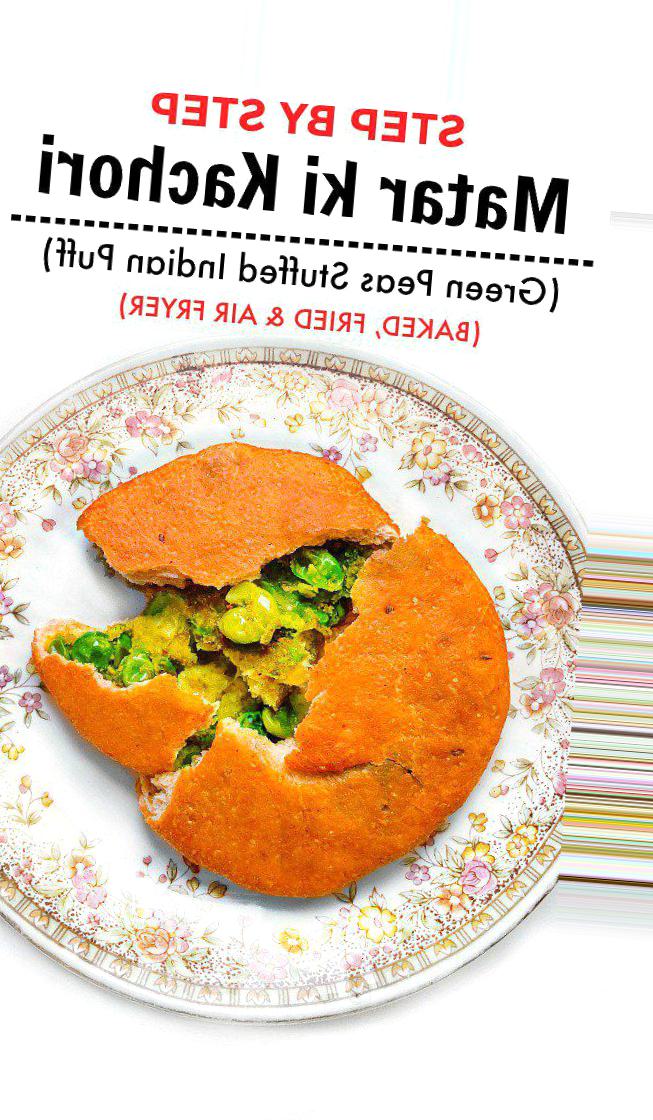 STEP BY STEP
Matar ki Kachori
(Green Peas Stuffed Indian Puff)
(BAKED, FRIED & AIR FRYER)